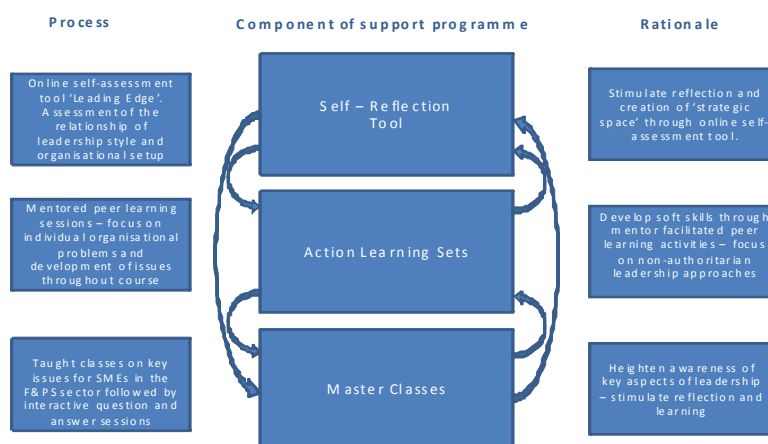 Process
Component of support programme
Rationale
Online self-assessment
tool 'Leading Edge'.
Assessment of the
relationship of
leadership style and
organisational setup
Self – Reflection
Tool
Stimulate reflection and
creation of 'strategic
space' through online self-
assessment tool.
Mentored peer learning
sessions – focus on
individual organisational
problems and
development of issues
throughout course
Action Learning Sets
Develop soft skills through
mentor facilitated peer
learning activities – focus
on non-authoritarian
leadership approaches
Taught classes on key
issues for SMEs in the
F&PS sector followed by
interactive question and
answer sessions
Master Classes
Heighten awareness of
key aspects of leadership
– stimulate reflection and
learning